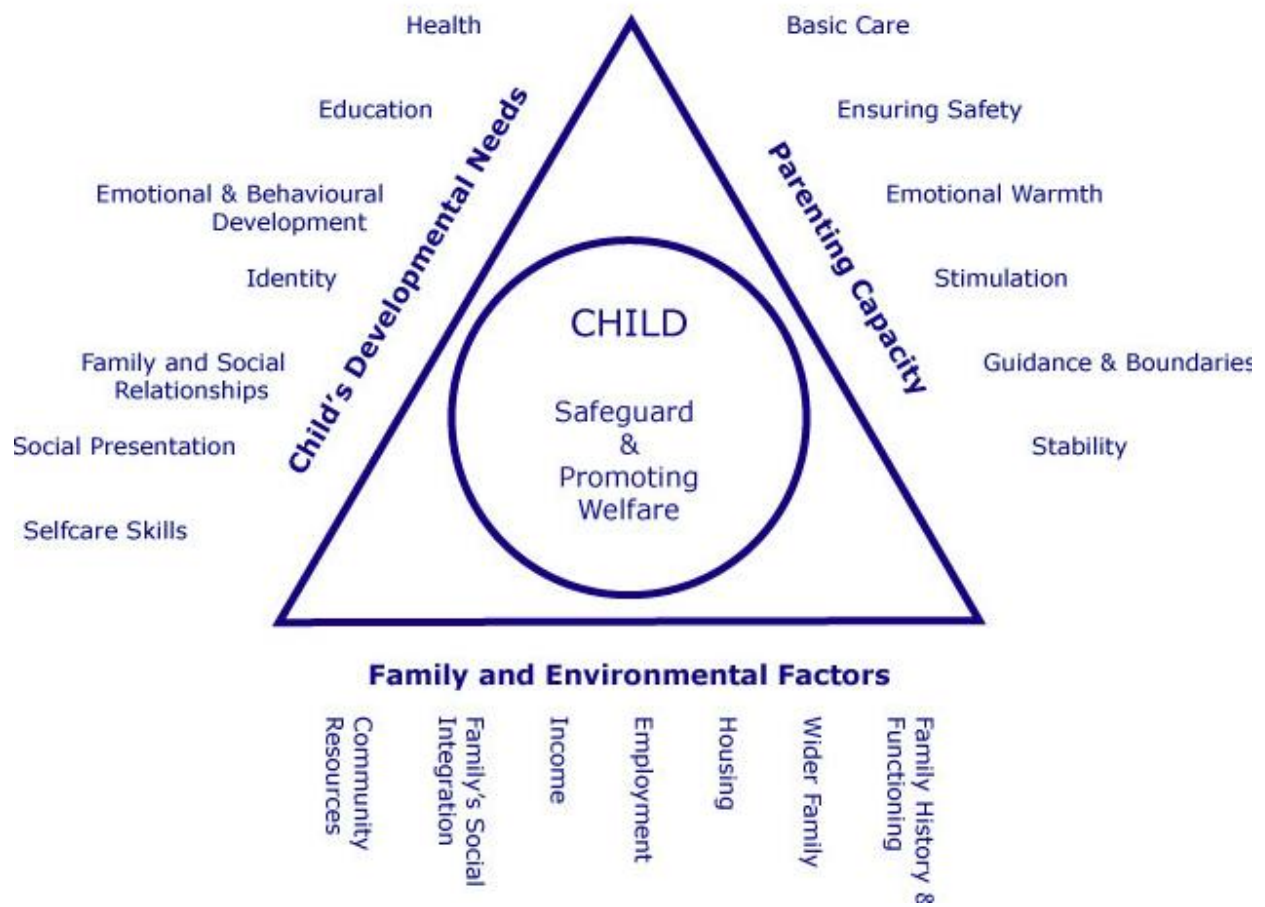 Health
Education
Emotional & Behavioural
Development
Identity
Family and Social
Relationships
Social Presentation
Selfcare Skills
Child's Developmental Needs
Basic Care
Ensuring Safety
Emotional Warmth
Stimulation
Guidance & Boundaries
Stability
Parenting Capacity
CHILD
Safeguard
&
Promoting
Welfare
Family and Environmental Factors
Community
Resources
Family's Social
Integration
Income
Employment
Housing
Wider Family
Family History &
Functioning